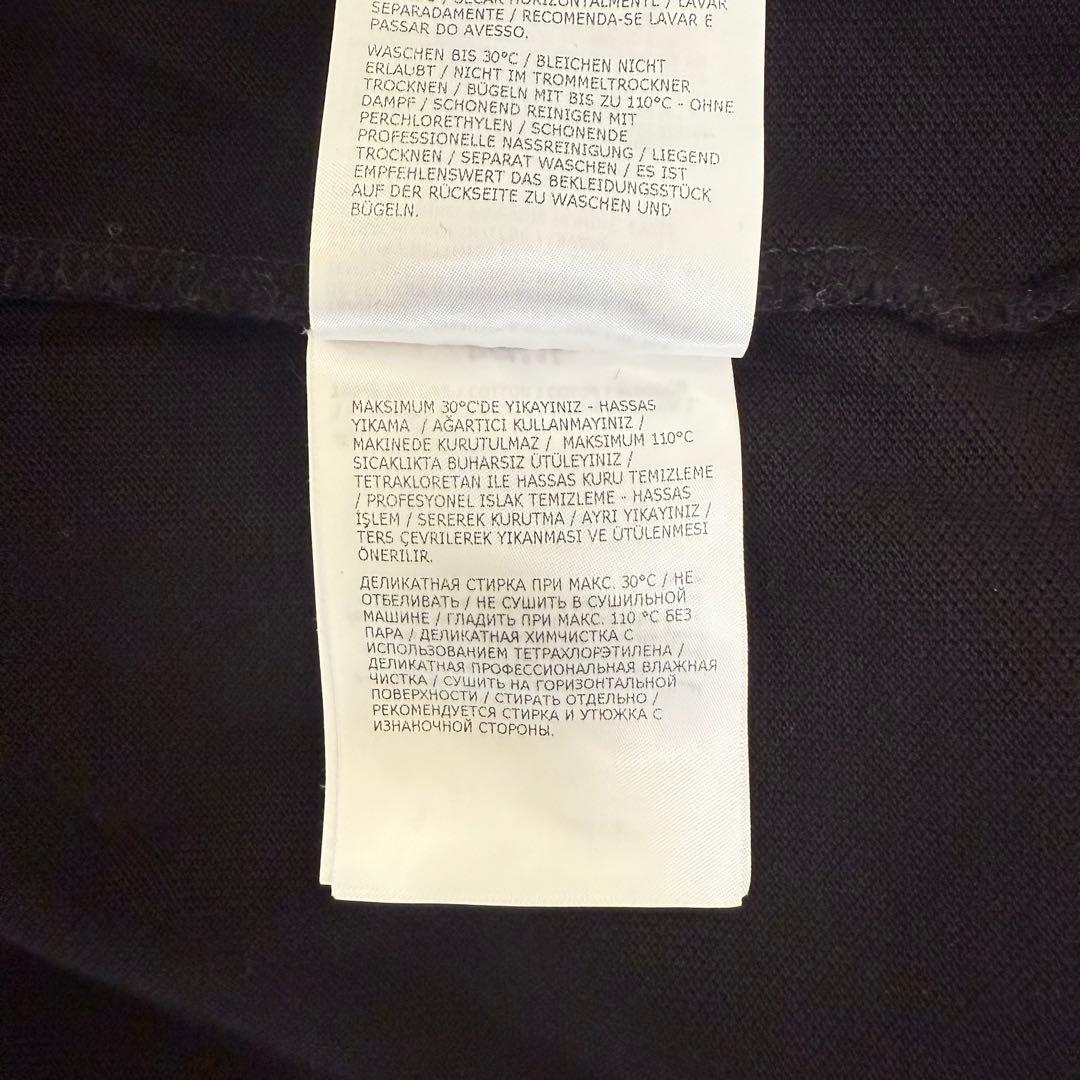 / SECAR HORIZONTALMENTE / LAVAR
SEPARADAMENTE / RECOMENDA-SE LAVAR E
PASSAR DO AVESSO.
WASCHEN BIS 30°C / BLEICHEN NICHT
ERLAUBT / NICHT IM TROMMELTROCKNER
TROCKNEN / BÜGELN MIT BIS ZU 110°C - OHNE
DAMPF / SCHONEND REINIGEN MIT
PERCHLORETHYLEN / SCHONENDE
PROFESSIONELLE NASSREINIGUNG / LIEGEND
TROCKNEN / SEPARAT WASCHEN / ES IST
EMPFEHLENSWERT DAS BEKLEIDUNGSSTÜCK
AUF DER RÜCKSEITE ZU WASCHEN UND
BÜGELN.
MAKSIMUM 30°C'DE YIKAYINIZ - HASSAS
YIKAMA / AĞARTICI KULLANMAYINIZ /
MAKINEDE KURUTULMAZ / MAKSIMUM 110°C
SICAKLIKTA BUHARSIZ ÜTÜLEYINIZ /
TETRAKLORETAN ILE HASSAS KURU TEMIZLEME
/ PROFESYONEL ISLAK TEMIZLEME - HASSAS
İŞLEM / SEREREK KURUTMA / AYRI YIKAYINIZ /
TERS ÇEVRILEREK YIKANMASI VE ÜTÜLENMESI
ÖNERILIR.
ДЕЛИКАТНАЯ СТИРКА ПРИ МАКС. 30°C / НЕ
ОТБЕЛИВАТЬ / НЕ СУШИТЬ В СУШИЛЬНОЙ
МАШИНЕ / ГЛАДИТЬ ПРИ МАКС. 110 °C БЕЗ
ПАРА / ДЕЛИКАТНАЯ ХИМЧИСТКА С
ИСПОЛЬЗОВАНИЕМ ТЕТРАХЛОРЭТИЛЕНА /
ДЕЛИКАТНАЯ ПРОФЕССИОНАЛЬНАЯ ВЛАЖНАЯ
ЧИСТКА / СУШИТЬ НА ГОРИЗОНТАЛЬНОЙ
ПОВЕРХНОСТИ / СТИРАТЬ ОТДЕЛЬНО /
РЕКОМЕНДУЕТСЯ СТИРКА И УТЮЖКА С
ИЗНАНОЧНОЙ СТОРОНЫ.